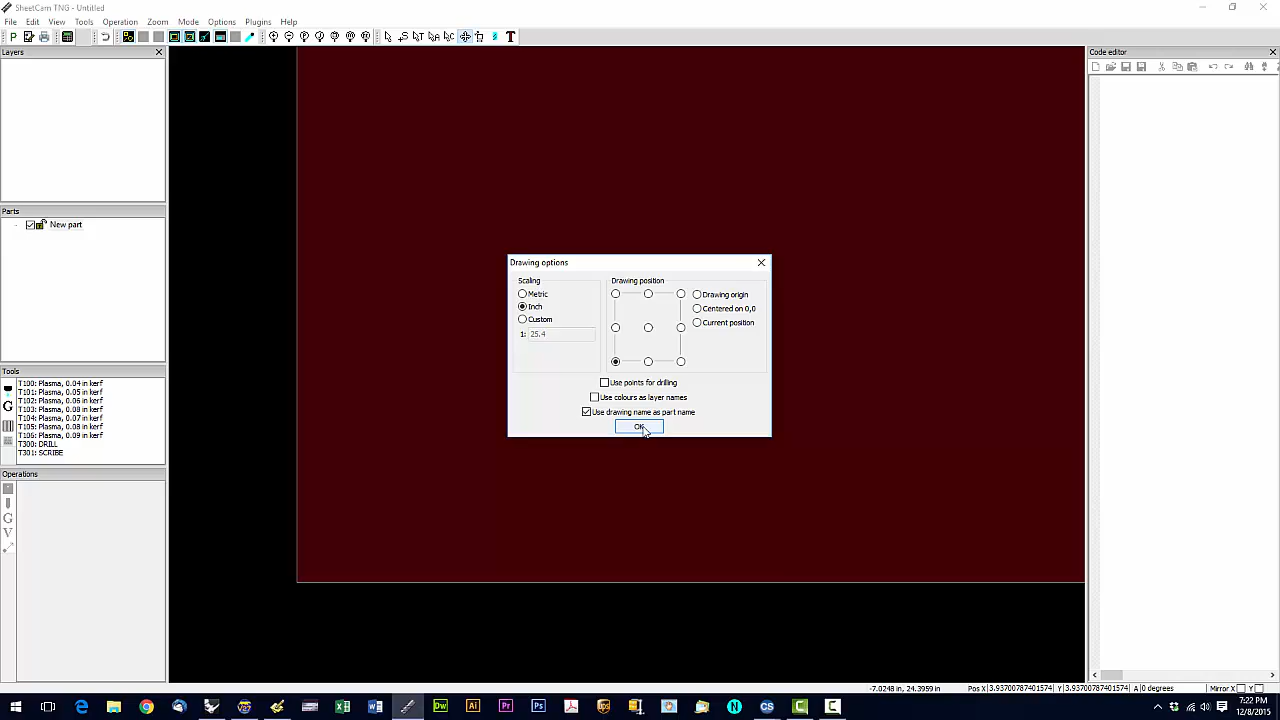 SheetCam TNG - Untitled
File Edit View Tools Operation Zoom Mode Options Plugins Help
Layers
Code editor
Parts
New part
Drawing options
Scaling
Drawing position
Metric
Inch
Custom
1: 25.4
Drawing origin
Centered on 0,0
Current position
Use points for drilling
Use colours as layer names
Use drawing name as part name
OK
Tools
T100: Plasma, 0.04 in kerf
T101: Plasma, 0.05 in kerf
T102: Plasma, 0.06 in kerf
T103: Plasma, 0.08 in kerf
T104: Plasma, 0.07 in kerf
T105: Plasma, 0.08 in kerf
T106: Plasma, 0.09 in kerf
T300: DRILL
T301: SCRIBE
Operations
-7.0248 in, 24.3959 in Pos X 3.93700787401574 Y 3.93700787401574 A 0 degrees Mirror X Y
7:22 PM
12/8/2015